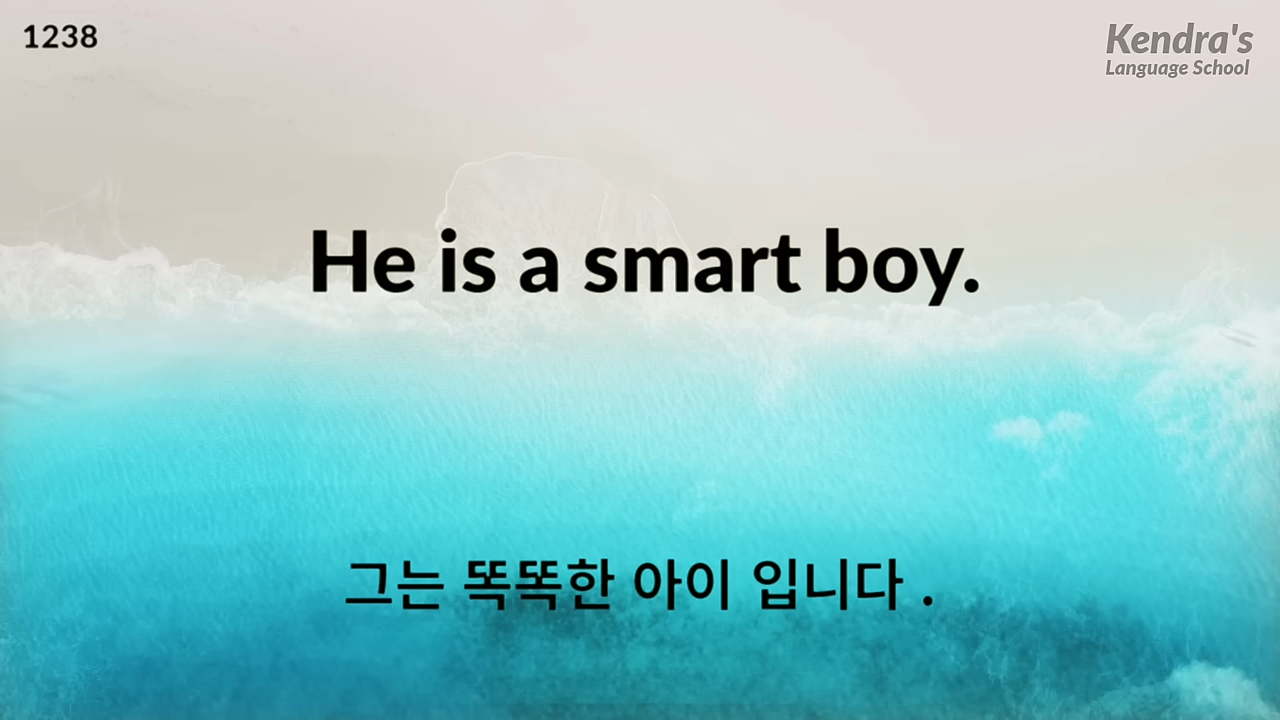 1238
Kendra's
Language School
He is a smart boy.
그는 똑똑한 아이 입니다 .